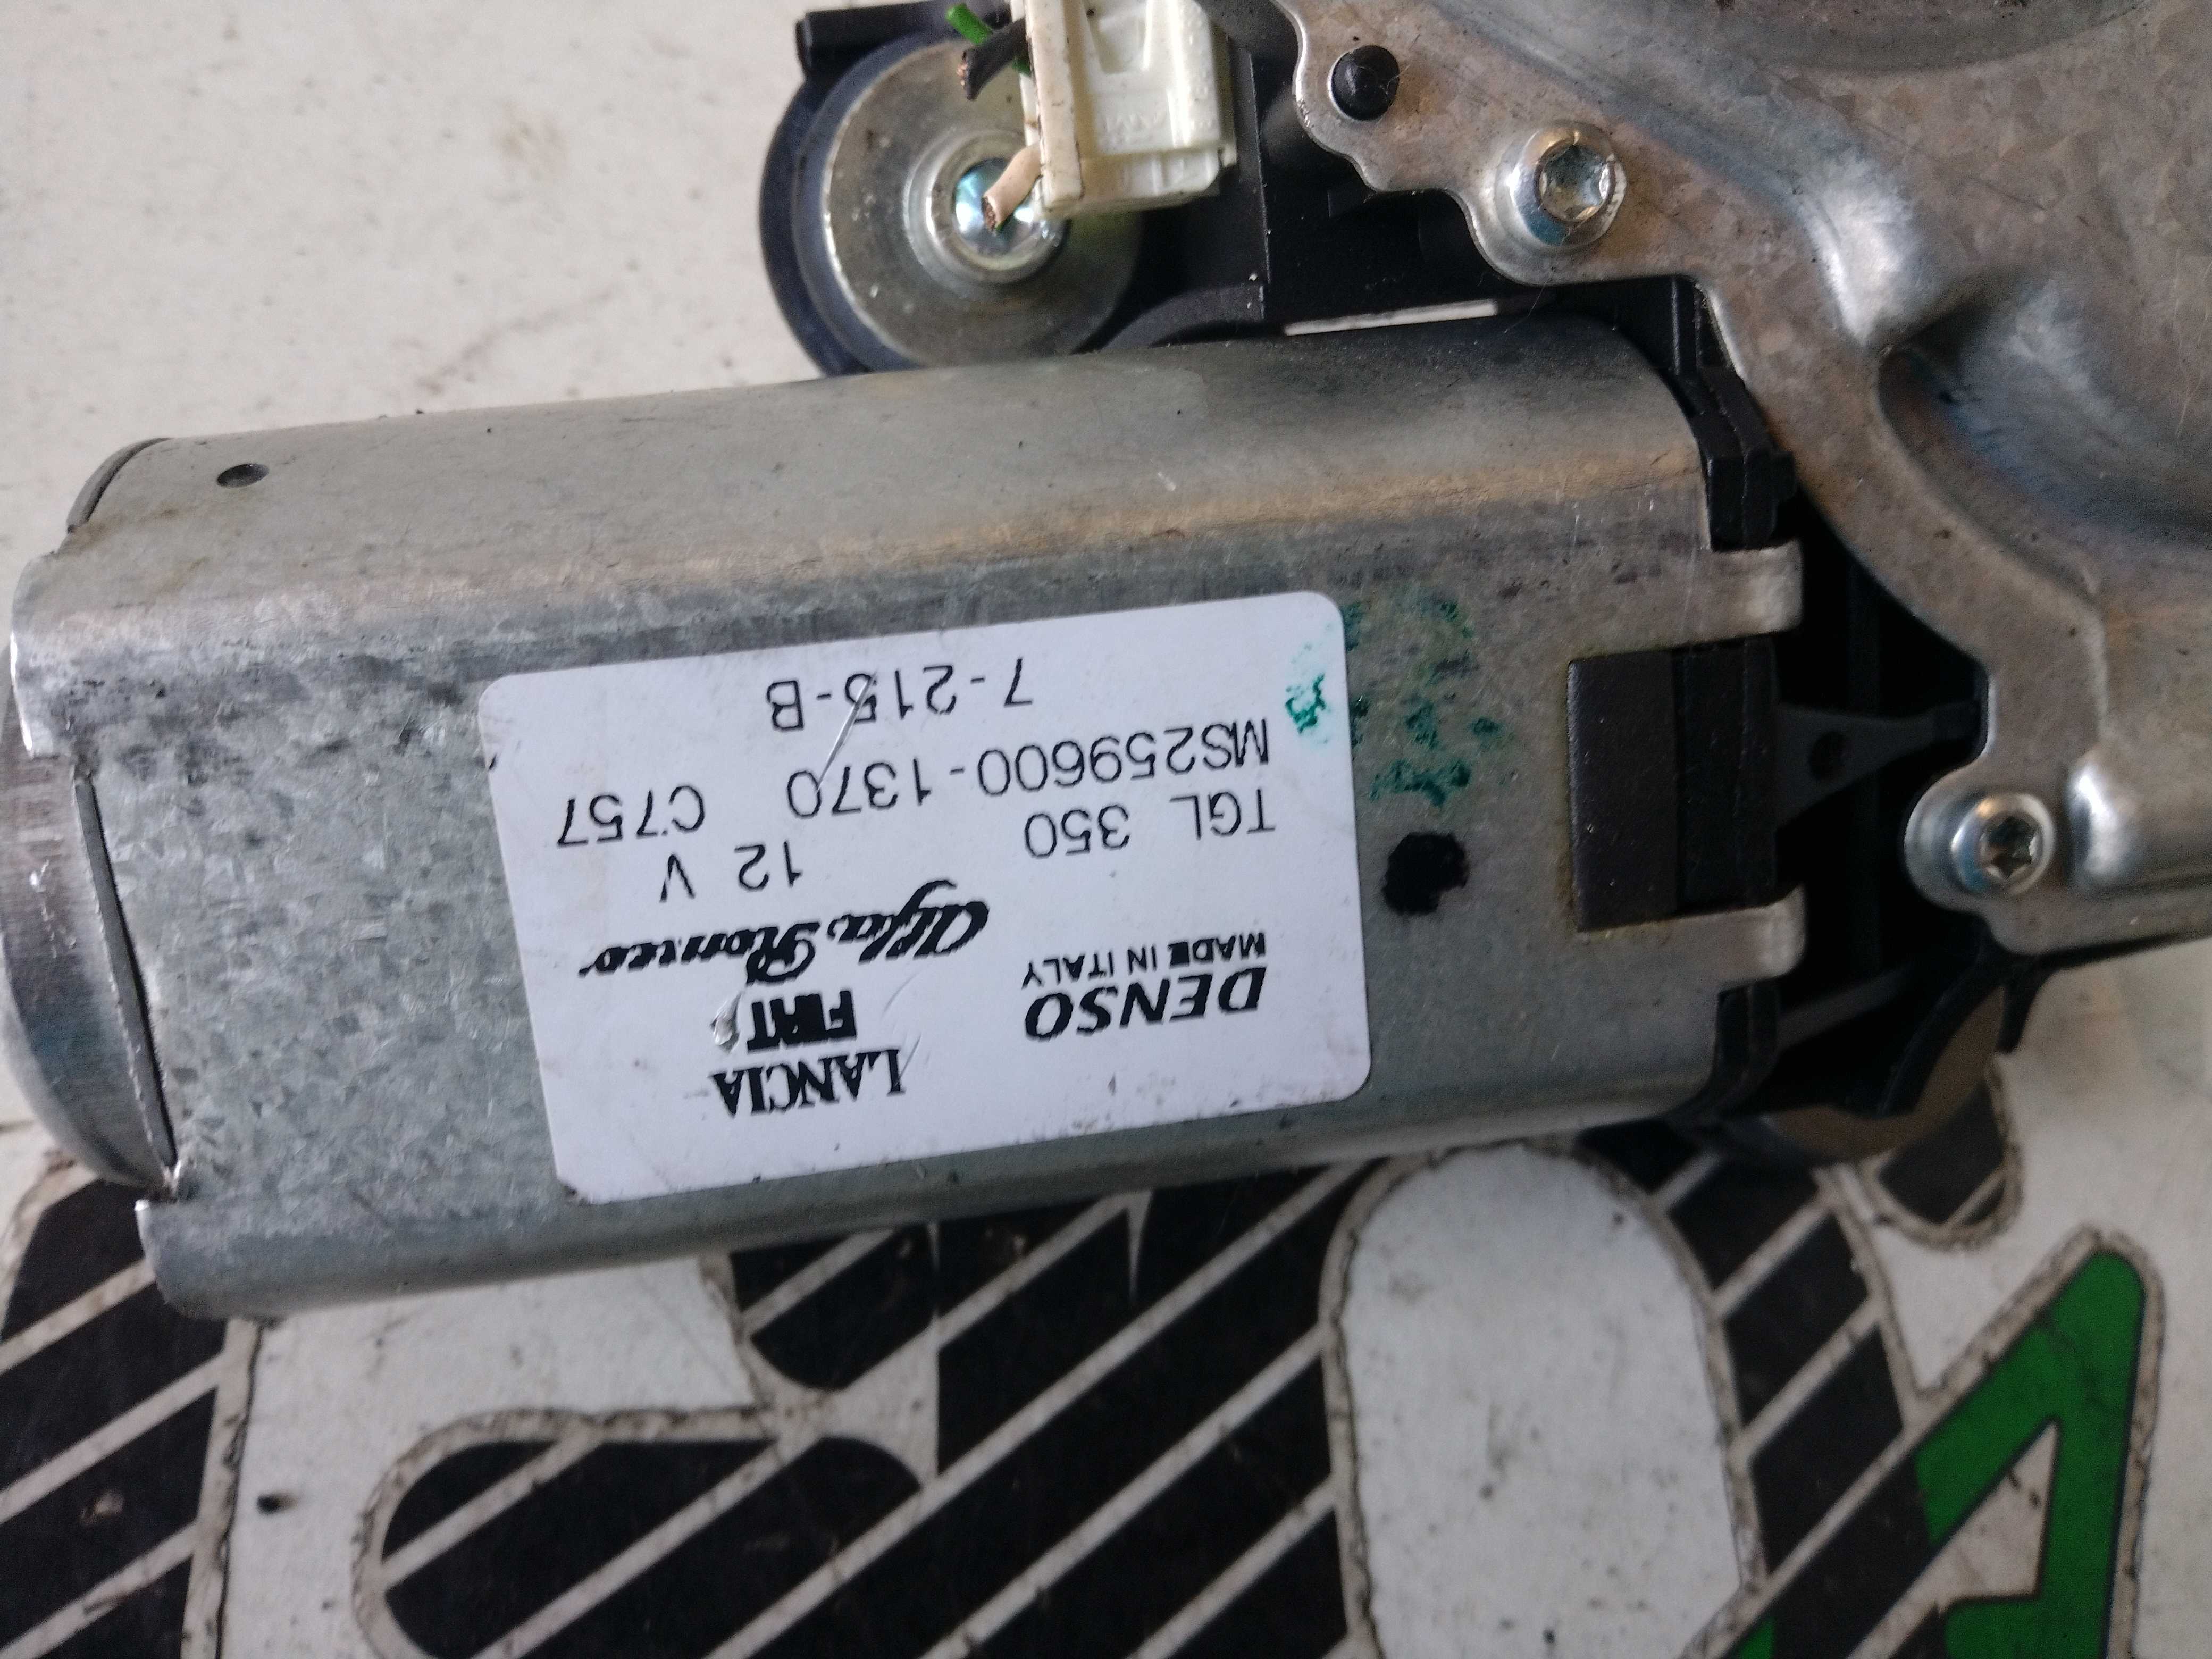 LANCIA
FIAT
DENSO
MADE IN ITALY
Alfa Romeo
TGL 350 12 V
MS259600-1370 C757
7-215-B